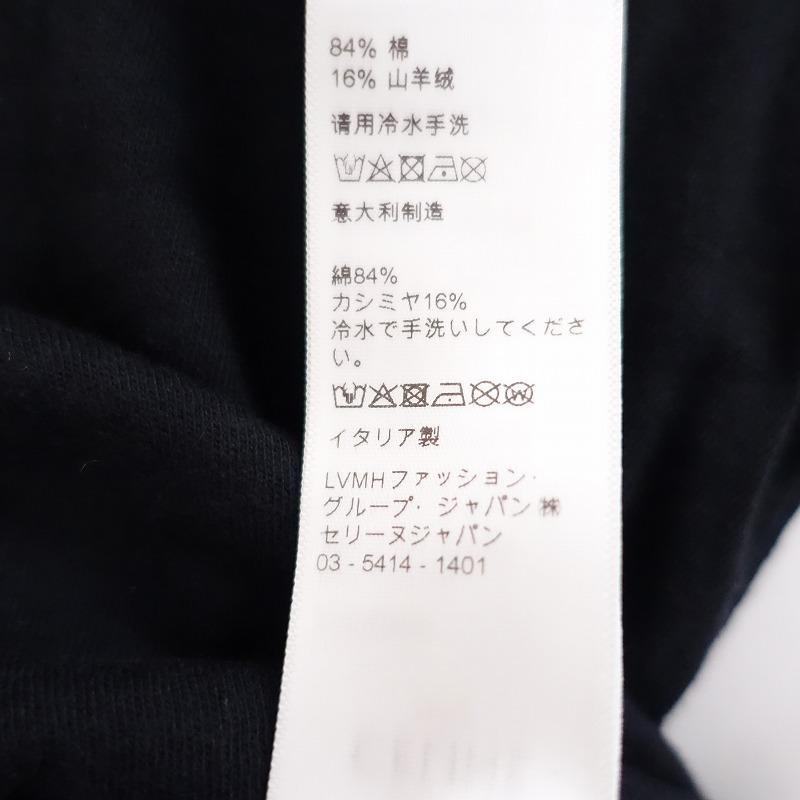 84% 棉
16% 山羊绒
请用冷水手洗
意大利制造
綿84%
カシミヤ16%
冷水で手洗いしてくださ
い。
イタリア製
LVMHファッション·
グループ· ジャパン㈱
セリーヌジャパン
03 - 5414 - 1401